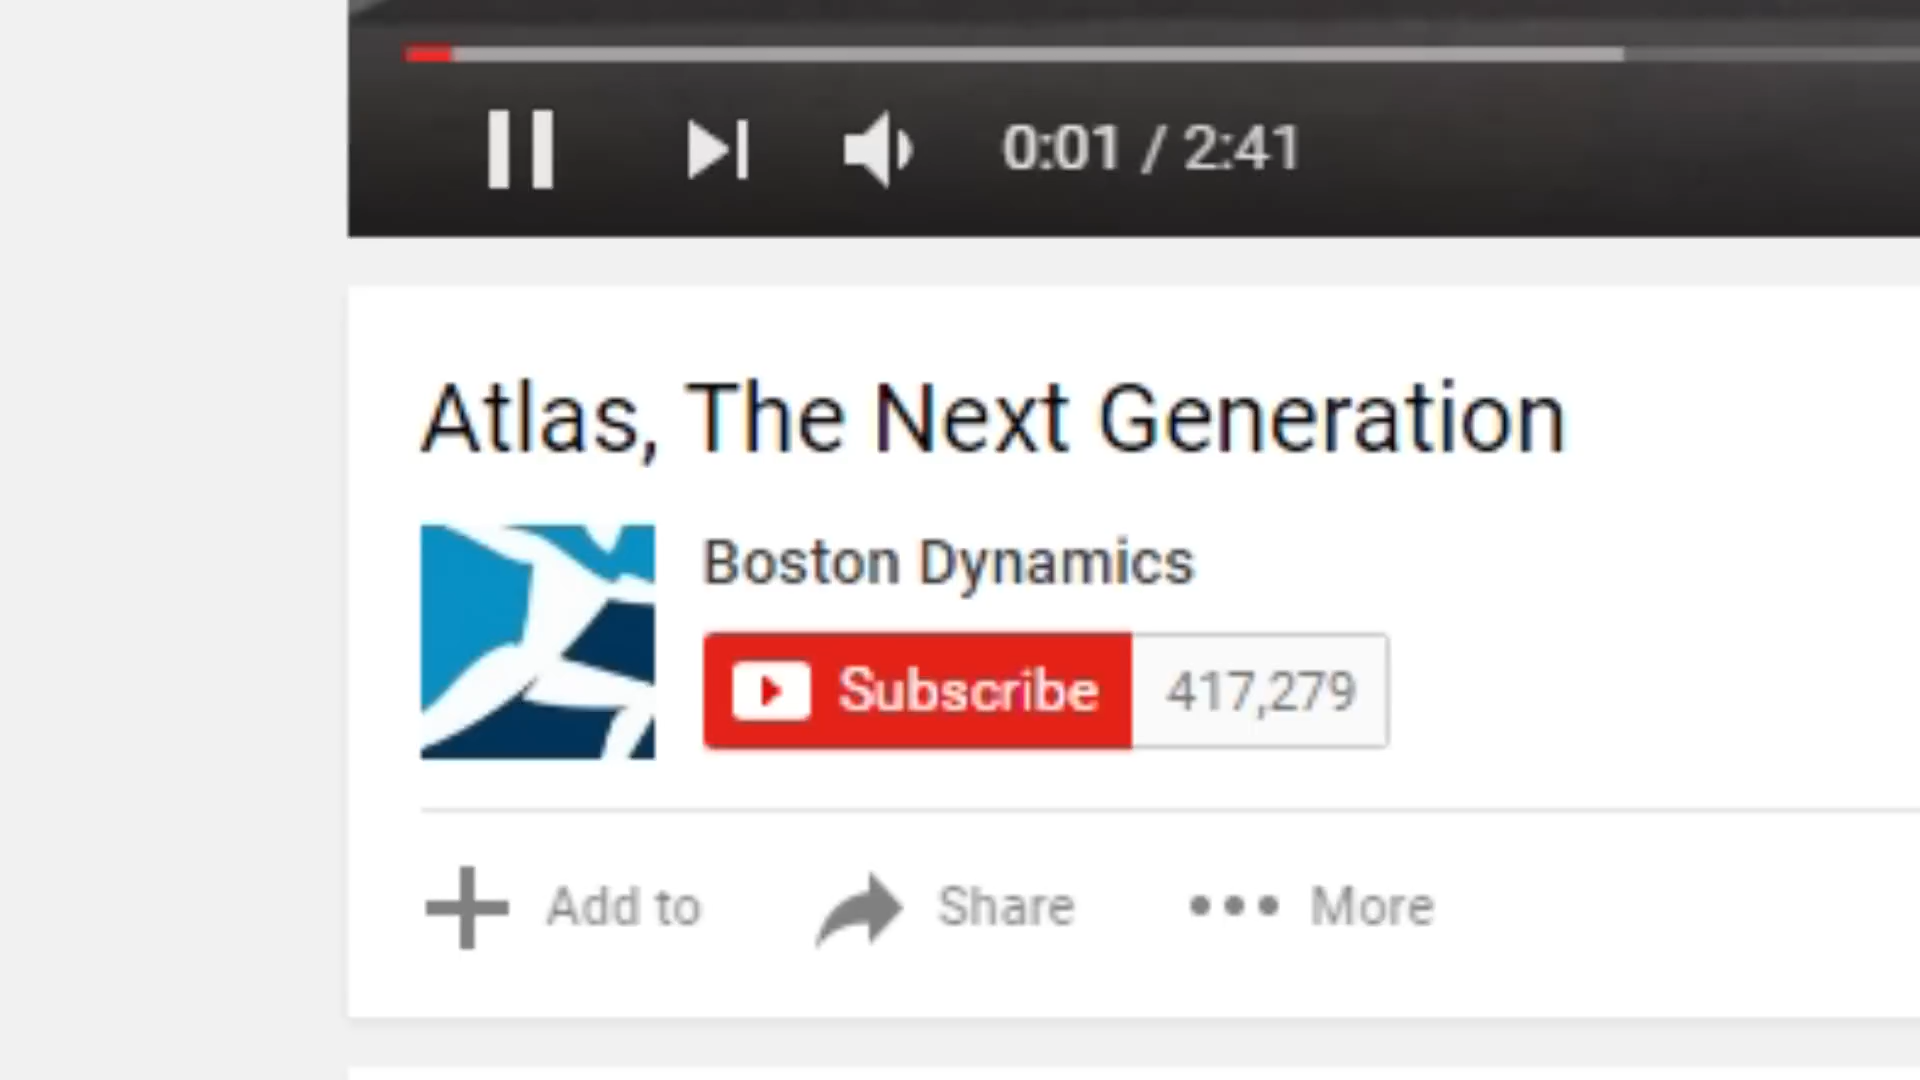 0:01 / 2:41
Atlas, The Next Generation
Boston Dynamics
Subscribe 417,279
Add to Share More